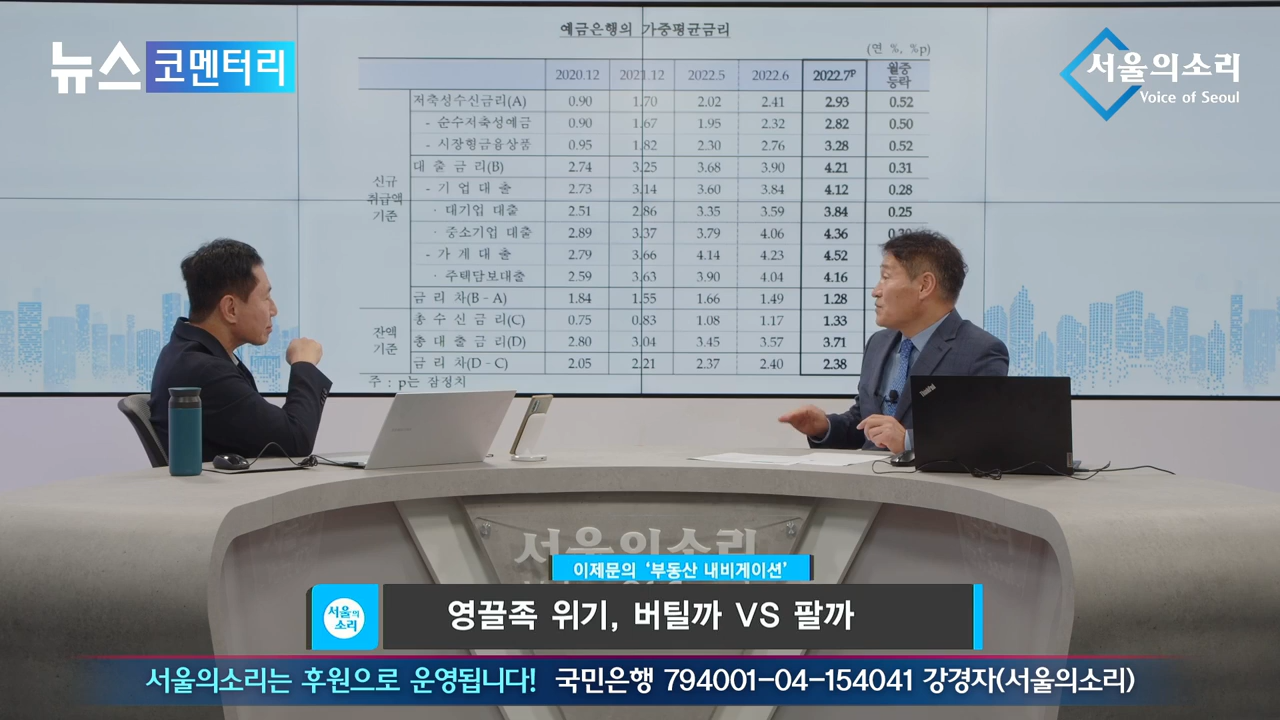 뉴스 코멘터리
서울의소리
Voice of Seoul
예금은행의 가중평균금리
(연 %, %p)
2020.12 2021.12 2022.5 2022.6 2022.7ᵖ 월중 등락
신규 취급액 기준
저축성수신금리(A) 0.90 1.70 2.02 2.41 2.93 0.52
- 순수저축성예금 0.90 1.67 1.95 2.32 2.82 0.50
- 시장형금융상품 0.95 1.82 2.30 2.76 3.28 0.52
대 출 금 리(B) 2.74 3.25 3.68 3.90 4.21 0.31
- 기 업 대 출 2.73 3.14 3.60 3.84 4.12 0.28
· 대기업 대출 2.51 2.86 3.35 3.59 3.84 0.25
· 중소기업 대출 2.89 3.37 3.79 4.06 4.36
- 가 계 대 출 2.79 3.66 4.14 4.23 4.52
· 주택담보대출 2.59 3.63 3.90 4.04 4.16
금 리 차(B - A) 1.84 1.55 1.66 1.49 1.28
잔액 기준
총 수 신 금 리(C) 0.75 0.83 1.08 1.17 1.33
총 대 출 금 리(D) 2.80 3.04 3.45 3.57 3.71
금 리 차(D - C) 2.05 2.21 2.37 2.40 2.38
주 : p는 잠정치
ThinkPad
서울의소리
이제문의 ‘부동산 내비게이션’
서울의 소리
영끌족 위기, 버틸까 VS 팔까
서울의소리는 후원으로 운영됩니다! 국민은행 794001-04-154041 강경자(서울의소리)